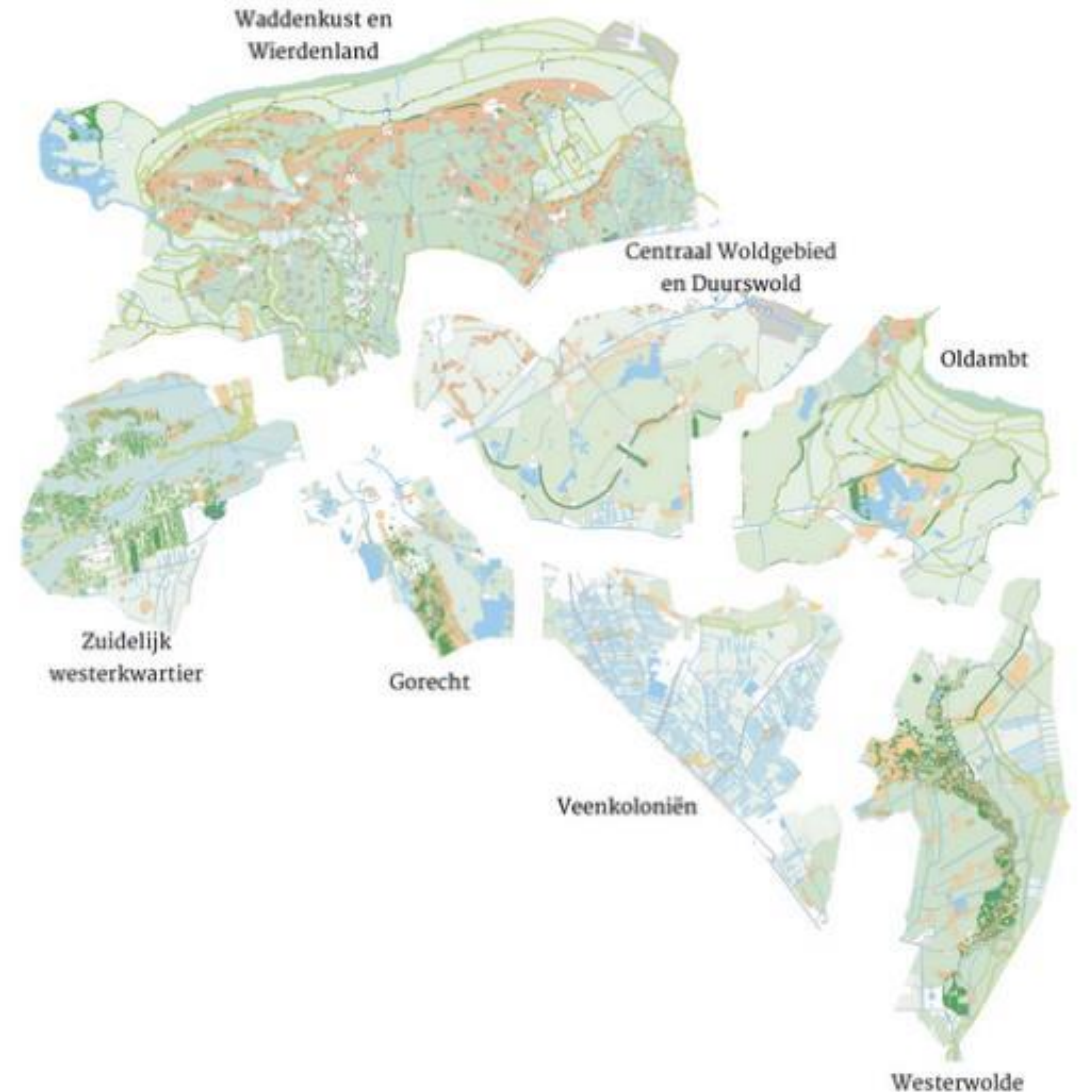 Waddenkust en
Wierdenland
Centraal Woldgebied
en Duurswold
Oldambt
Zuidelijk
westerkwartier
Gorecht
Veenkoloniën
Westerwolde